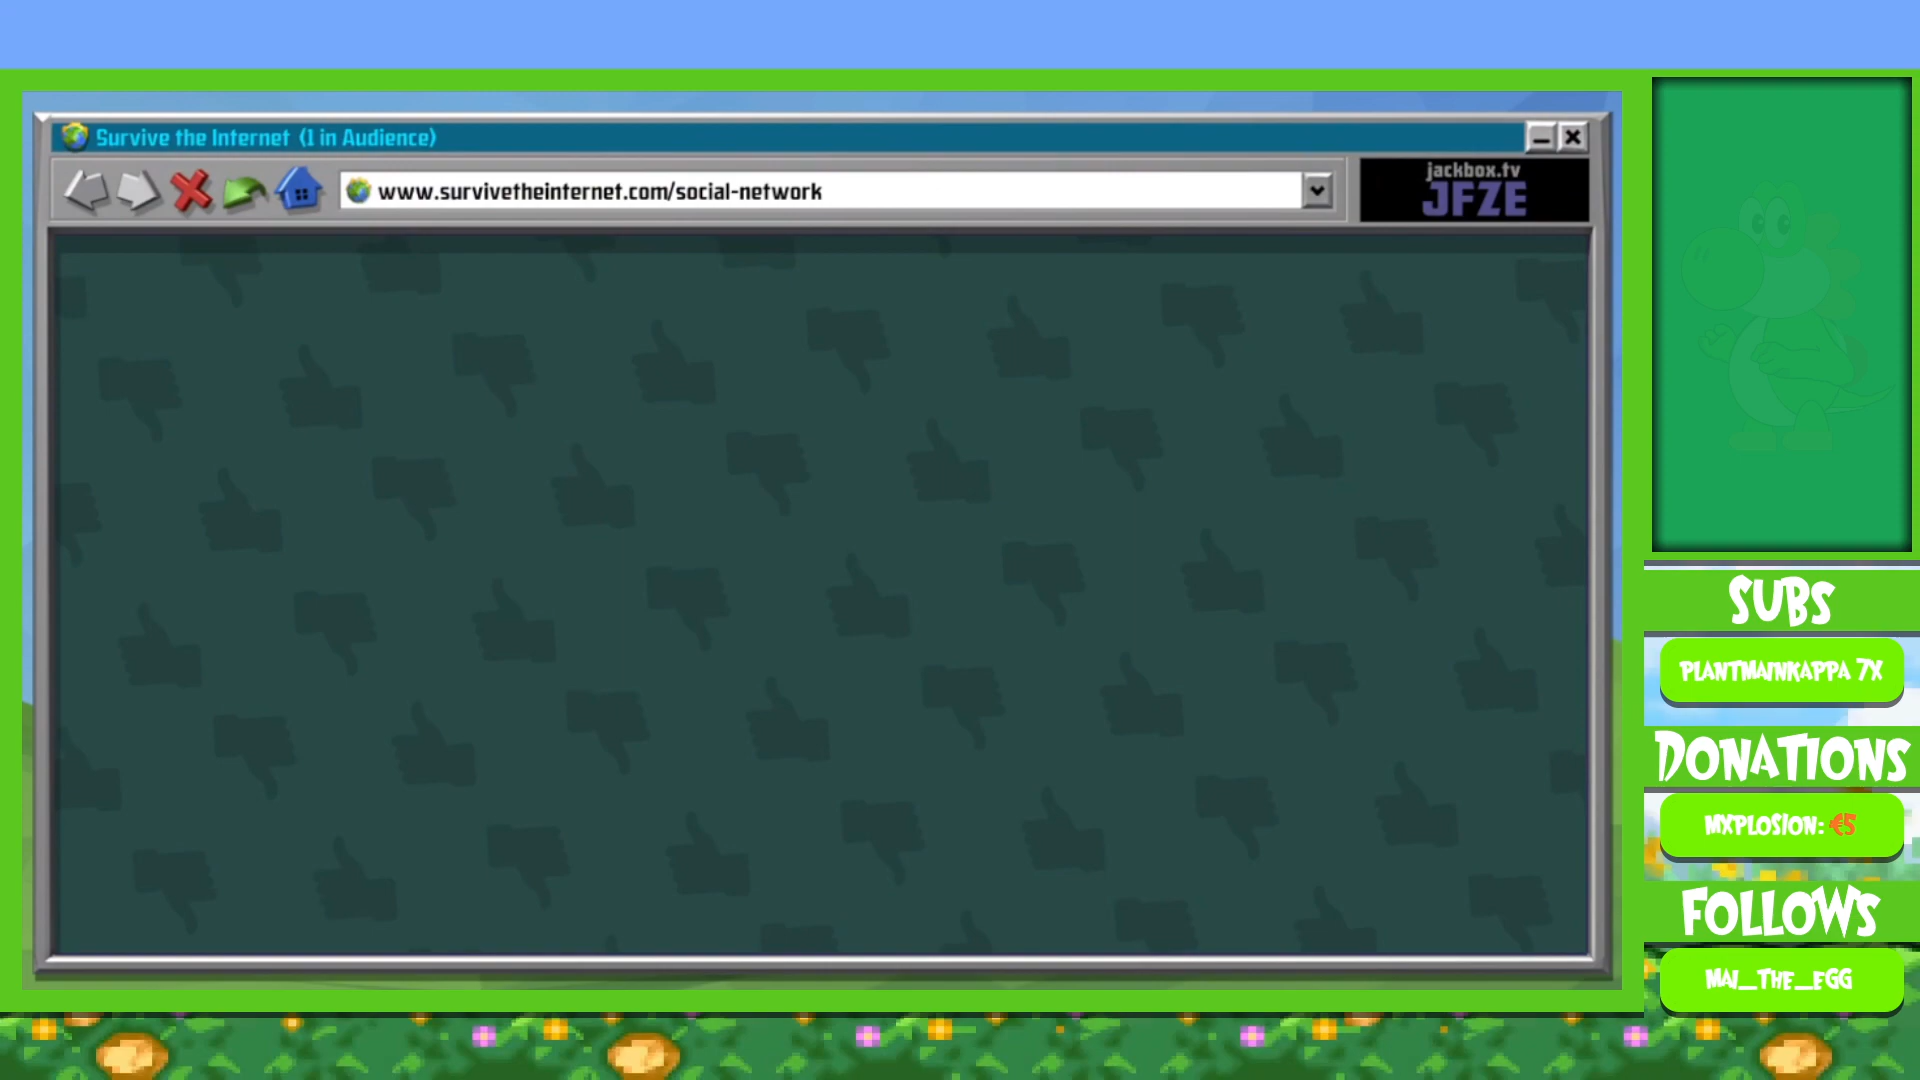 Survive the Internet (1 in Audience)
www.survivetheinternet.com/social-network
jackbox.tv
JFZE
SUBS
PLANTMAINKAPPA 7X
DONATIONS
MXPLOSION: €5
FOLLOWS
MAI_THE_EGG